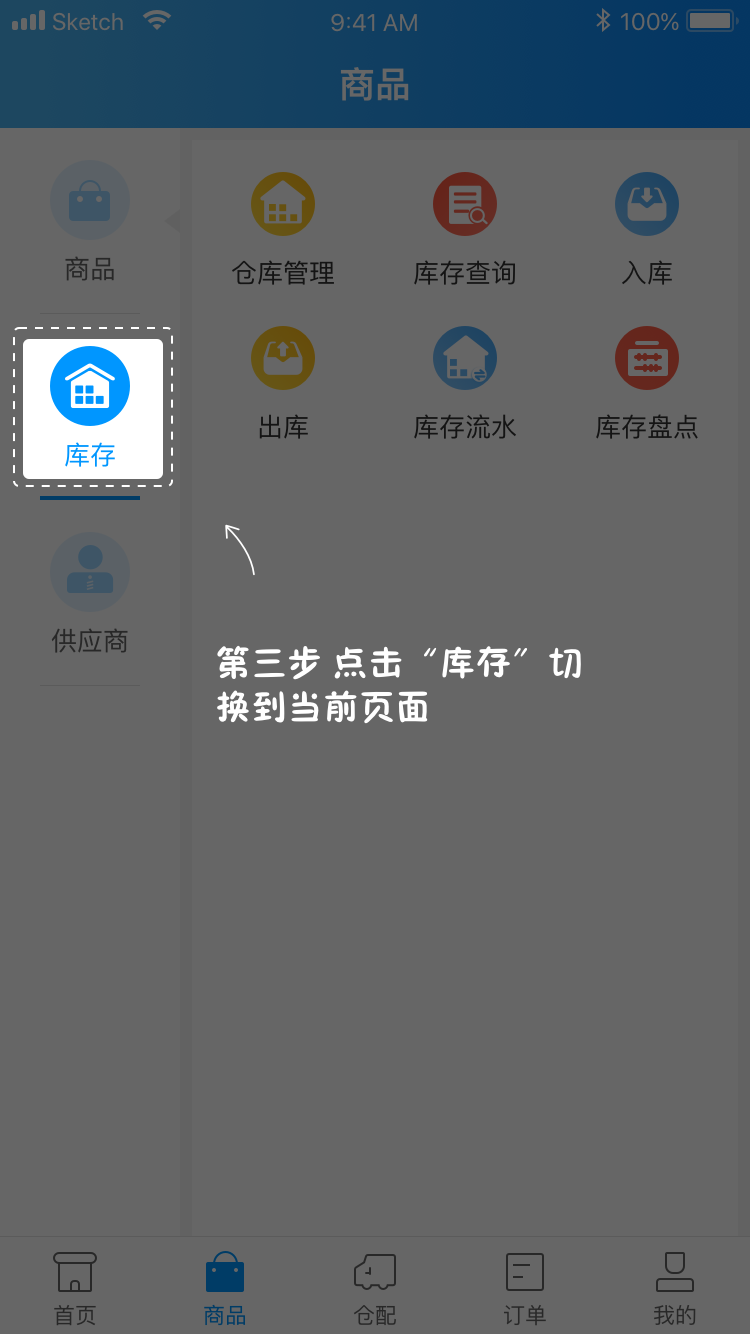 Sketch 9:41 AM 100%
商品
商品
仓库管理 库存查询 入库
库存
出库 库存流水 库存盘点
供应商
第三步 点击“库存”切
换到当前页面
首页 商品 仓配 订单 我的